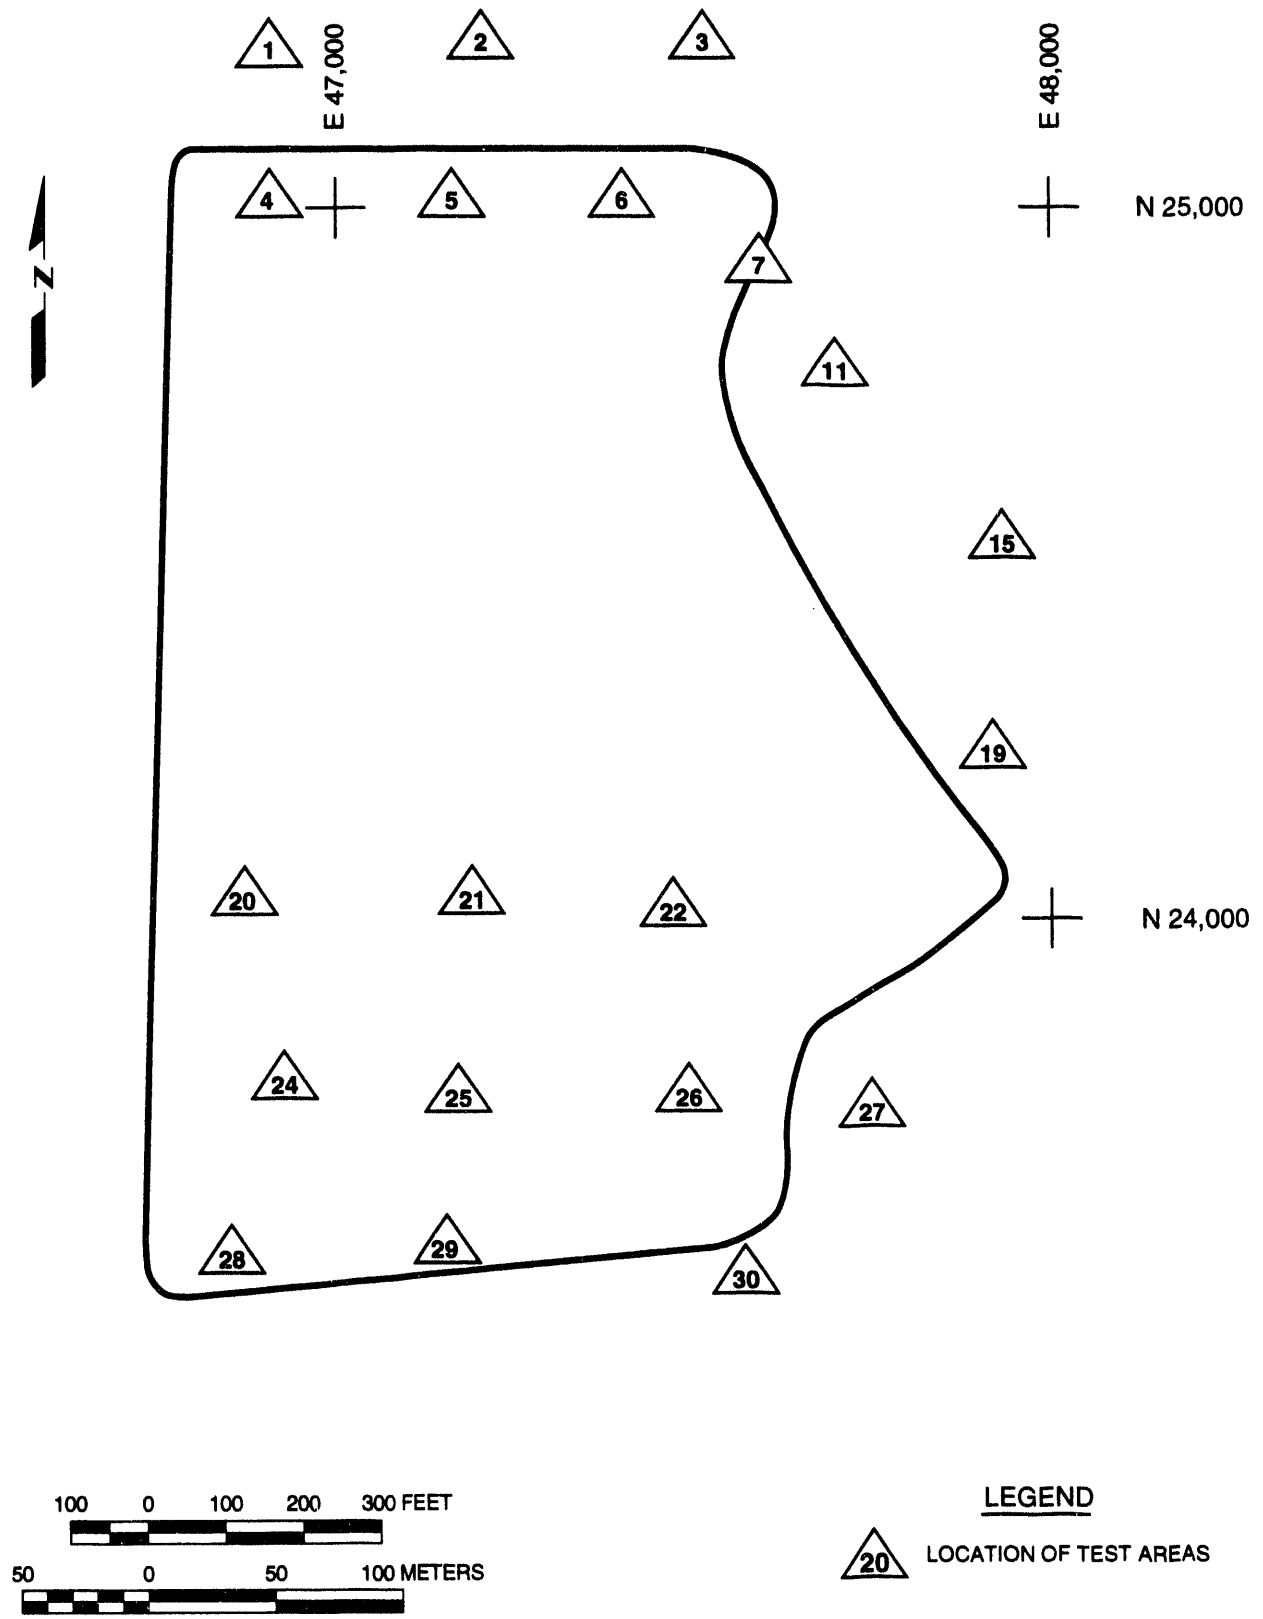 1
2
3
E 47,000
E 48,000
4
5
6
N 25,000
Z
7
11
15
19
20
21
22
N 24,000
24
25
26
27
28
29
30
100 0 100 200 300 FEET
50 0 50 100 METERS
LEGEND
20 LOCATION OF TEST AREAS